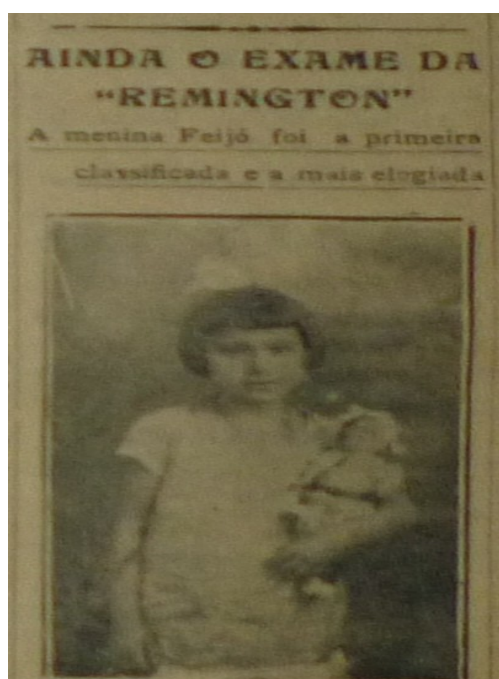 AINDA O EXAME DA
“REMINGTON”
A menina Feijó foi a primeira
classificada e a mais elogiada